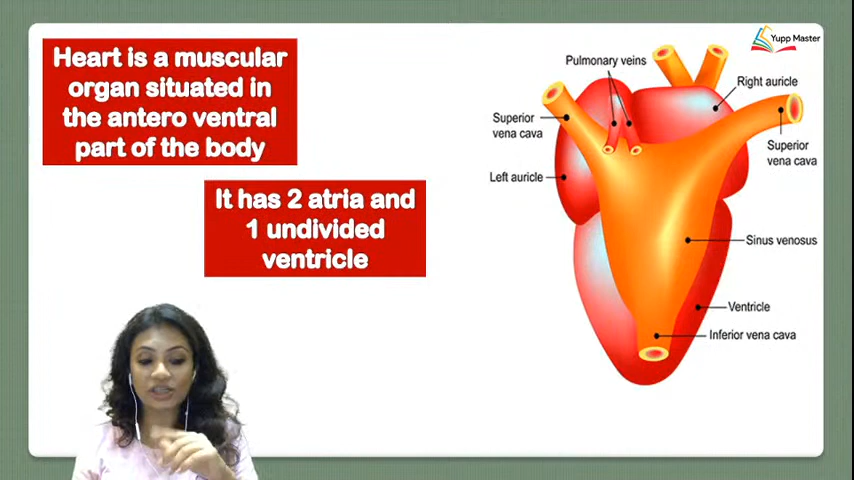 Heart is a muscular
organ situated in
the antero ventral
part of the body
It has 2 atria and
1 undivided
ventricle
Yupp Master
Pulmonary veins
Right auricle
Superior
vena cava
Superior
vena cava
Left auricle
Sinus venosus
Ventricle
Inferior vena cava